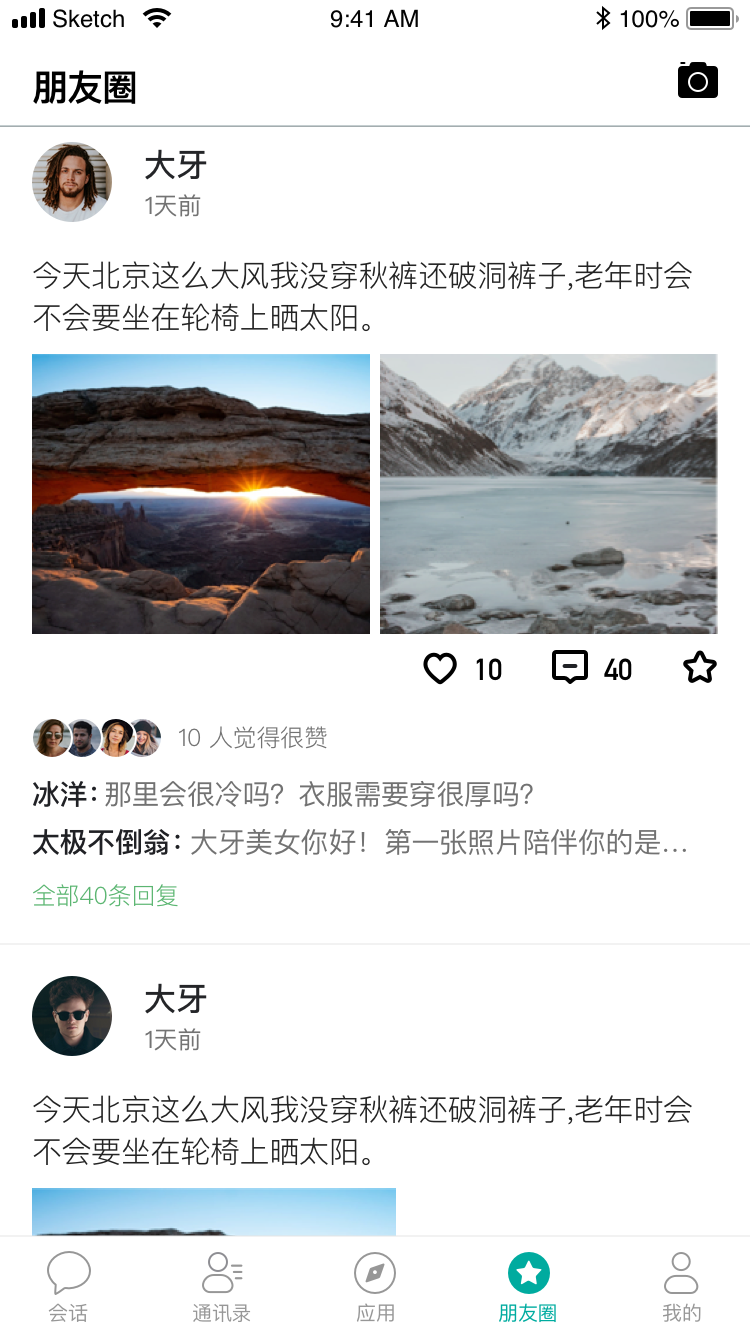 Sketch 9:41 AM 100%
朋友圈
大牙
1天前
今天北京这么大风我没穿秋裤还破洞裤子,老年时会
不会要坐在轮椅上晒太阳。
10 40
10 人觉得很赞
冰洋: 那里会很冷吗？衣服需要穿很厚吗？
太极不倒翁: 大牙美女你好！第一张照片陪伴你的是...
全部40条回复
大牙
1天前
今天北京这么大风我没穿秋裤还破洞裤子,老年时会
不会要坐在轮椅上晒太阳。
会话 通讯录 应用 朋友圈 我的